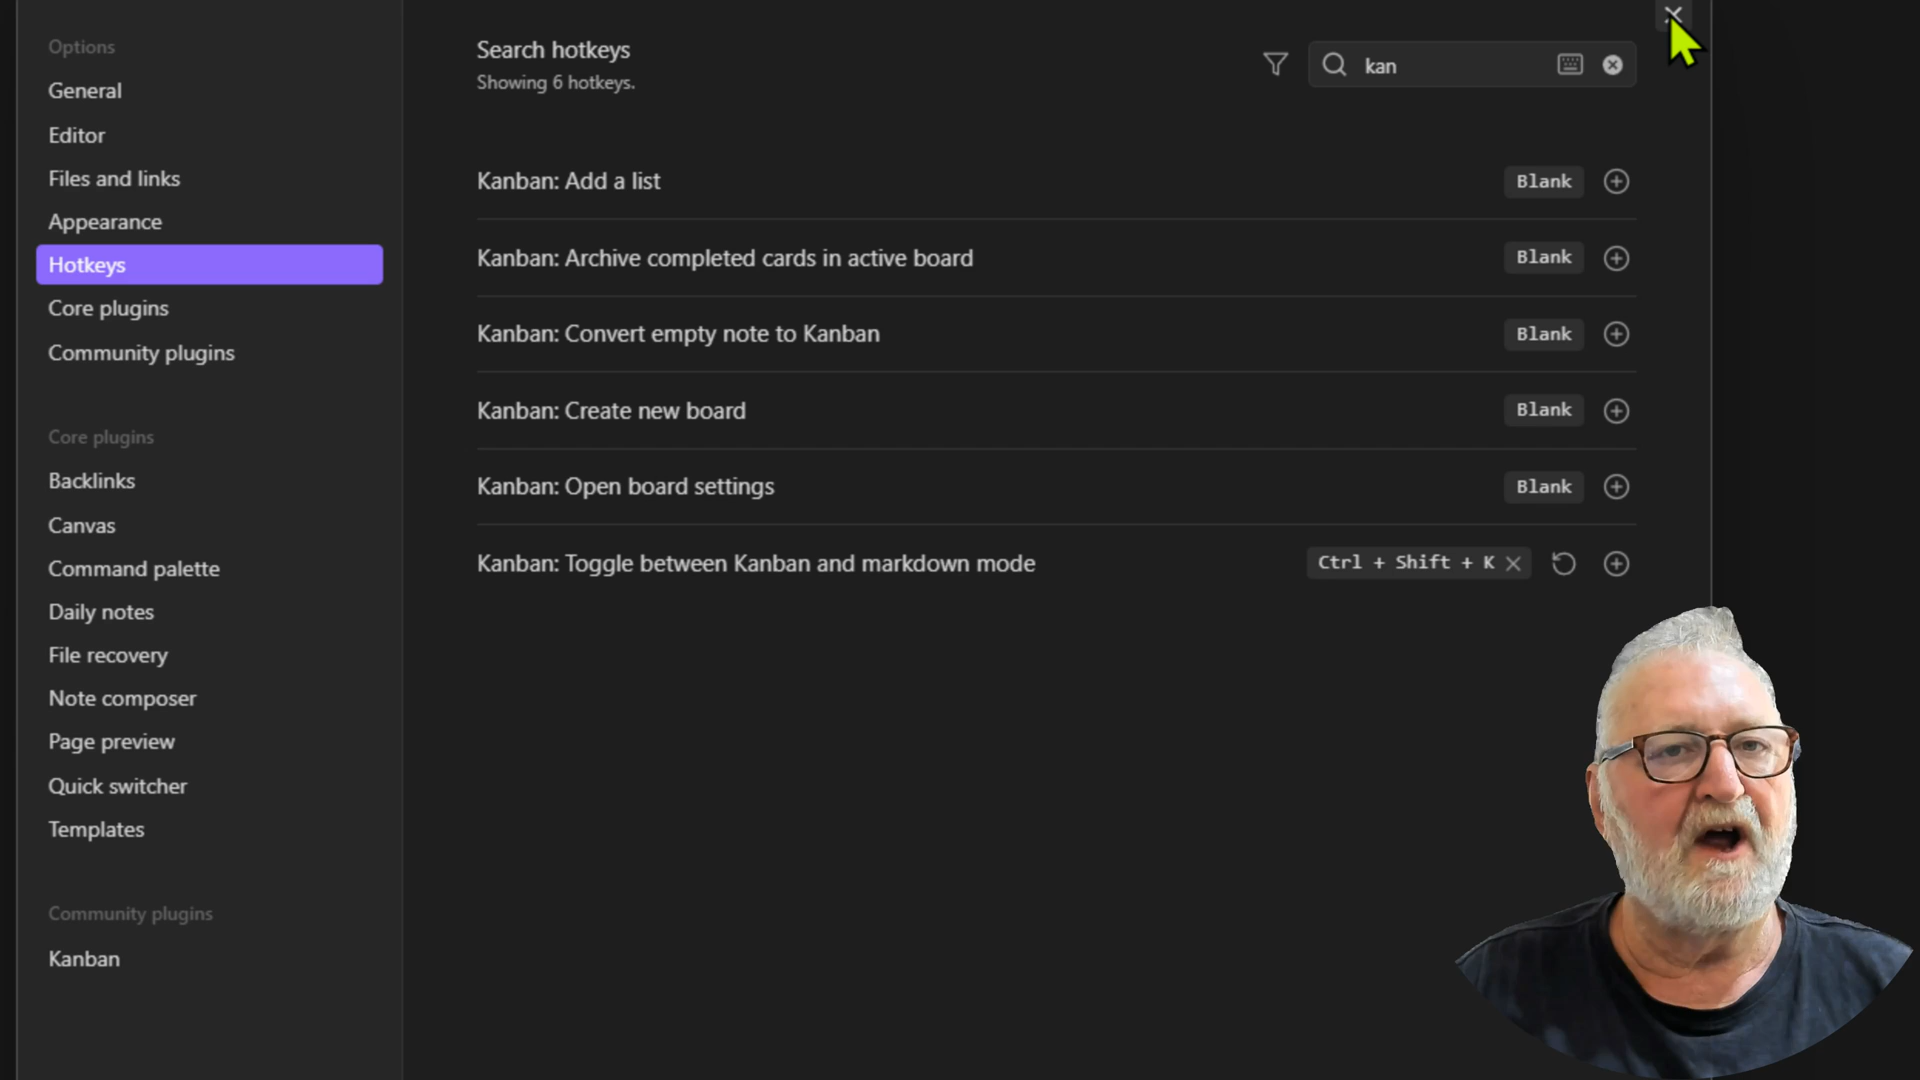 Options
General
Editor
Files and links
Appearance
Hotkeys
Core plugins
Community plugins
Core plugins
Backlinks
Canvas
Command palette
Daily notes
File recovery
Note composer
Page preview
Quick switcher
Templates
Community plugins
Kanban
Search hotkeys
Showing 6 hotkeys.
kan
Kanban: Add a list Blank
Kanban: Archive completed cards in active board Blank
Kanban: Convert empty note to Kanban Blank
Kanban: Create new board Blank
Kanban: Open board settings Blank
Kanban: Toggle between Kanban and markdown mode Ctrl + Shift + K